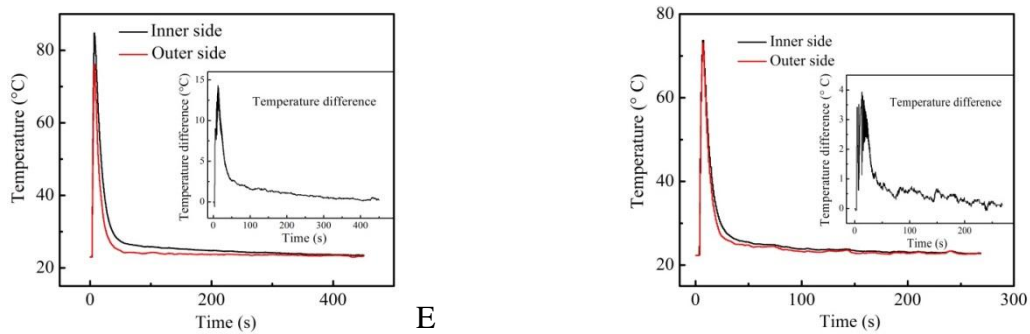 Inner side
Outer side
80
60
40
20
Temperature (°C)
0
200
400
Time (s)
Temperature difference
15
10
5
0
Temperature difference (°C)
0
100
200
300
400
Time (s)
E
Inner side
Outer side
80
60
40
20
Temperature (° C)
0
100
200
300
Time (s)
Temperature difference
4
3
2
1
0
Temperature difference (° C)
0
100
200
Time (s)